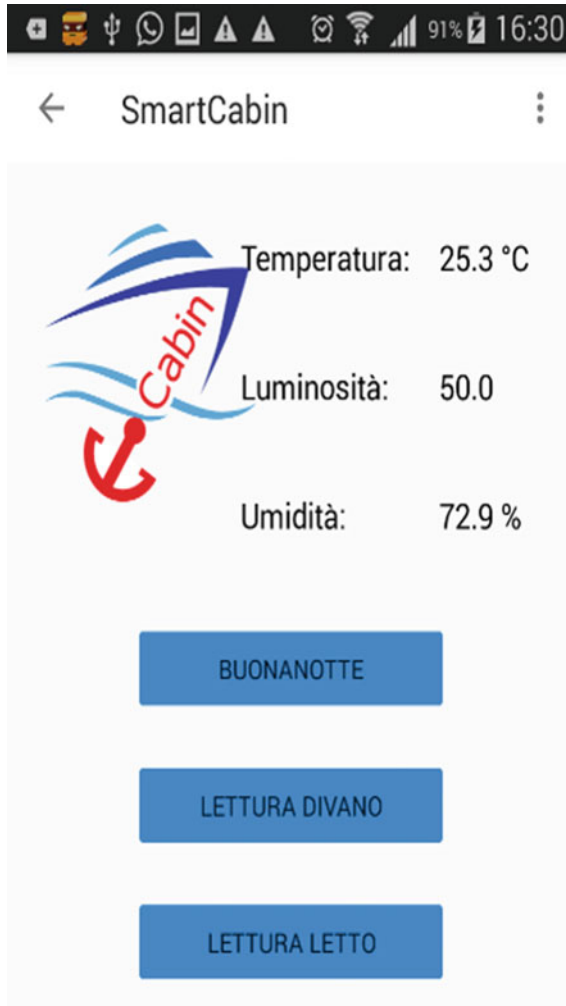 91% 16:30
SmartCabin
Temperatura: 25.3 °C
Cabin
Luminosità: 50.0
Umidità: 72.9 %
BUONANOTTE
LETTURA DIVANO
LETTURA LETTO